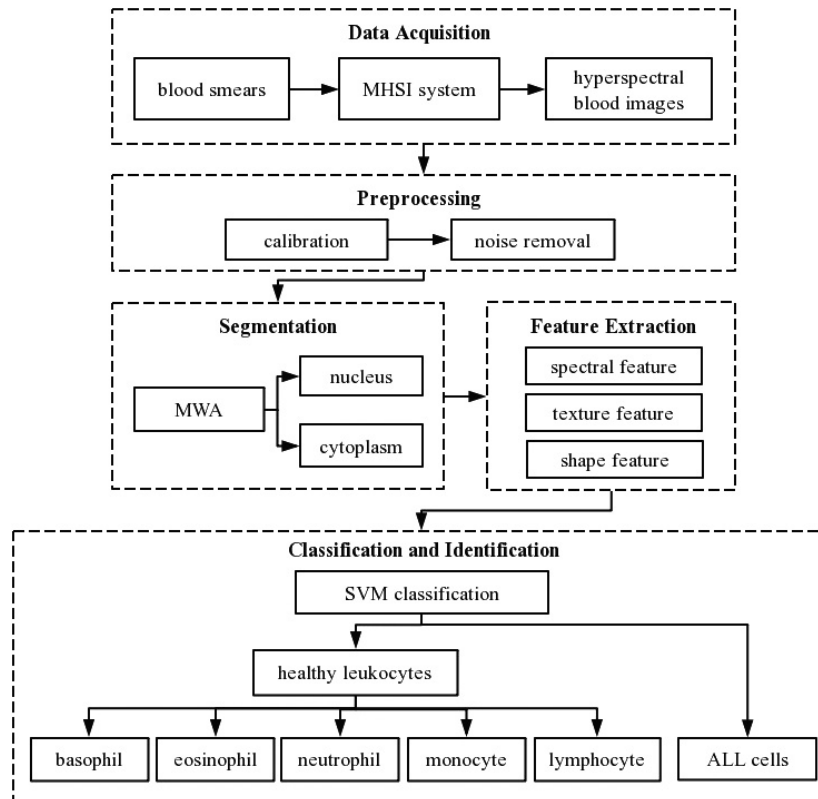 Data Acquisition
blood smears
MHSI system
hyperspectral
blood images
Preprocessing
calibration
noise removal
Segmentation
MWA
nucleus
cytoplasm
Feature Extraction
spectral feature
texture feature
shape feature
Classification and Identification
SVM classification
healthy leukocytes
basophil
eosinophil
neutrophil
monocyte
lymphocyte
ALL cells